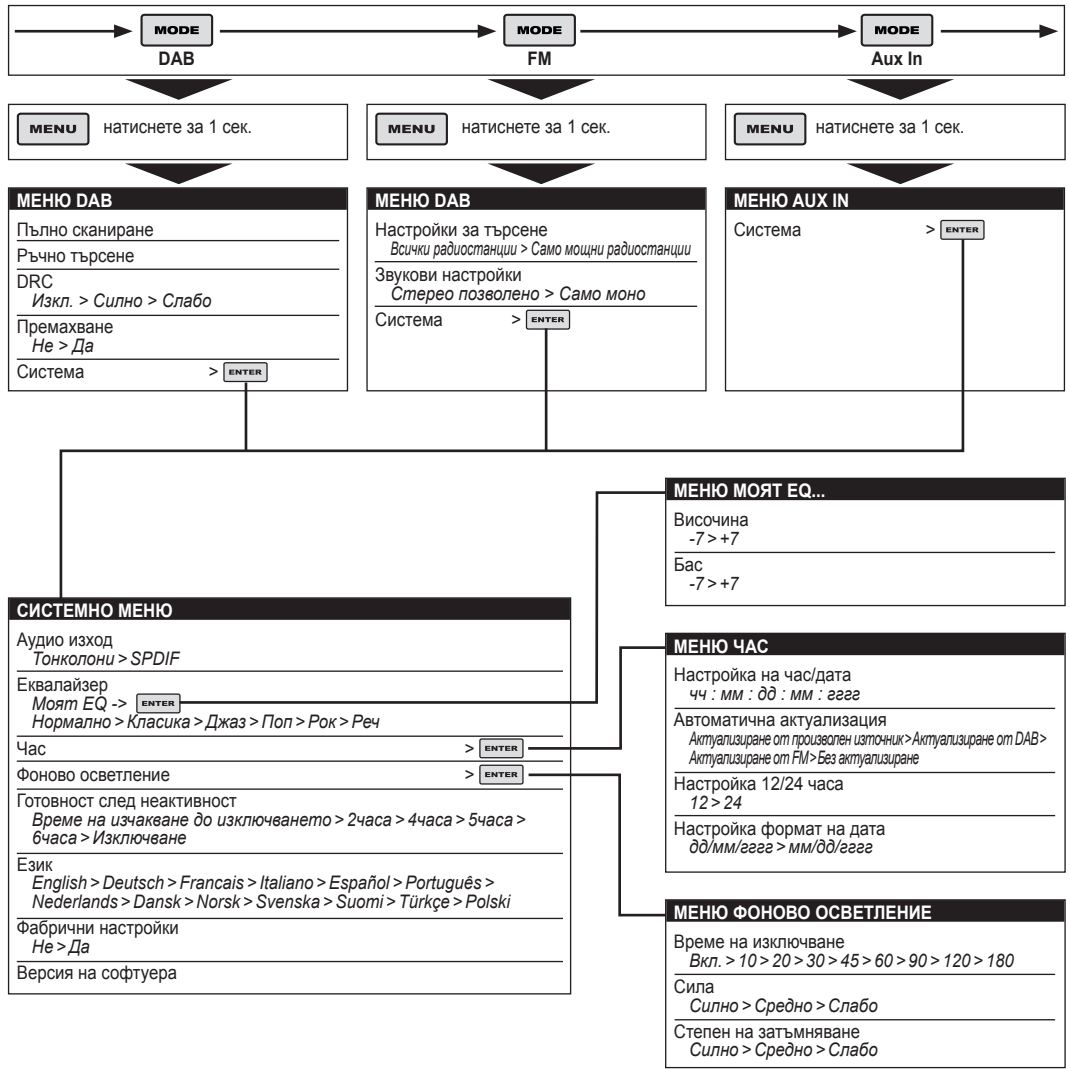 MODE
DAB
MODE
FM
MODE
Aux In
MENU натиснете за 1 сек.
MENU натиснете за 1 сек.
MENU натиснете за 1 сек.
МЕНЮ DAB
Пълно сканиране
Ръчно търсене
DRC
Изкл. > Силно > Слабо
Премахване
Не > Да
Система > ENTER
МЕНЮ DAB
Настройки за търсене
Всички радиостанции > Само мощни радиостанции
Звукови настройки
Стерео позволено > Само моно
Система > ENTER
МЕНЮ AUX IN
Система > ENTER
МЕНЮ МОЯТ EQ...
Височина
-7 > +7
Бас
-7 > +7
СИСТЕМНО МЕНЮ
Аудио изход
Тонколони > SPDIF
Еквалайзер
Моят EQ -> ENTER
Нормално > Класика > Джаз > Поп > Рок > Реч
Час > ENTER
Фоново осветление > ENTER
Готовност след неактивност
Време на изчакване до изключването > 2часа > 4часа > 5часа >
6часа > Изключване
Език
English > Deutsch > Francais > Italiano > Español > Português >
Nederlands > Dansk > Norsk > Svenska > Suomi > Türkçe > Polski
Фабрични настройки
Не > Да
Версия на софтуера
МЕНЮ ЧАС
Настройка на час/дата
чч : мм : дд : мм : гггг
Автоматична актуализация
Актуализиране от произволен източник > Актуализиране от DAB >
Актуализиране от FM > Без актуализиране
Настройка 12/24 часа
12 > 24
Настройка формат на дата
дд/мм/гггг > мм/дд/гггг
МЕНЮ ФОНОВО ОСВЕТЛЕНИЕ
Време на изключване
Вкл. > 10 > 20 > 30 > 45 > 60 > 90 > 120 > 180
Сила
Силно > Средно > Слабо
Степен на затъмняване
Силно > Средно > Слабо